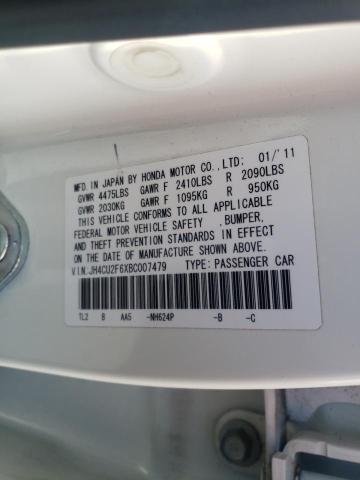 MFD. IN JAPAN BY HONDA MOTOR CO., LTD: 01/'11
GVWR 4475LBS GAWR F 2410LBS R 2090LBS
GVWR 2030KG GAWR F 1095KG R 950KG
THIS VEHICLE CONFORMS TO ALL APPLICABLE
FEDERAL MOTOR VEHICLE SAFETY ,BUMPER,
AND THEFT PREVENTION STANDARDS IN EFFECT
ON THE DATE OF MANUFACTURE SHOWN ABOVE.
V.I.N:JH4CU2F6XBC007479 TYPE: PASSENGER CAR
TL2 B AA5 -NH624P -B -C